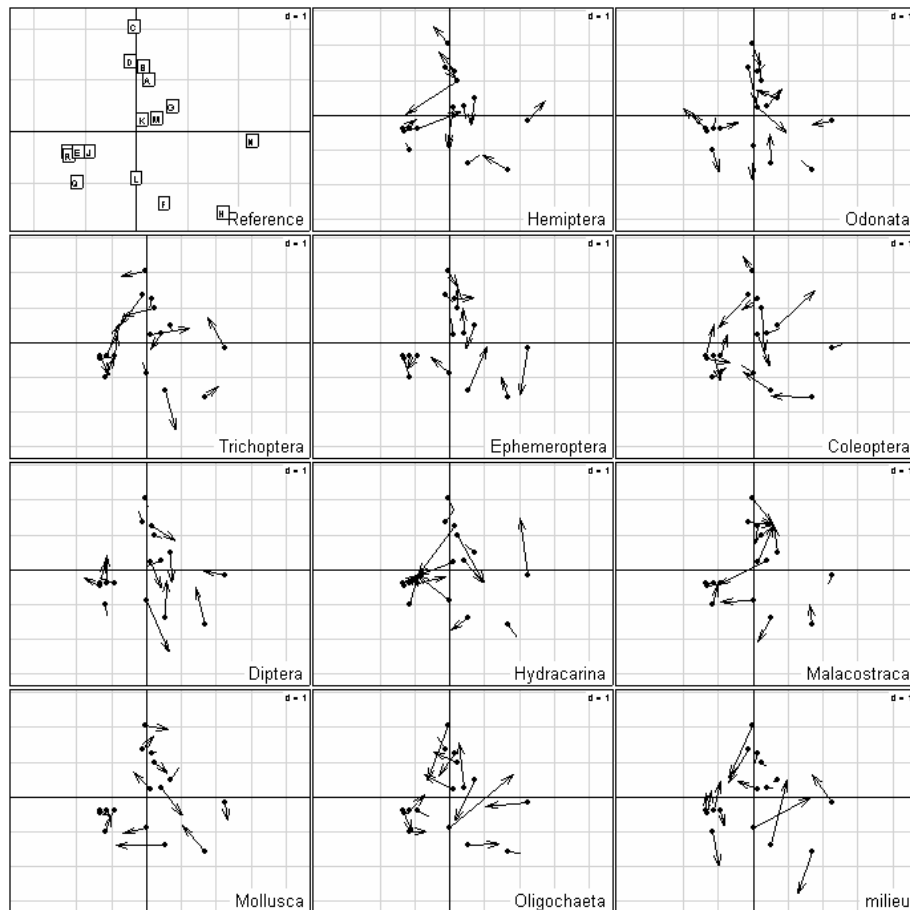 d = 1
C
D
B
A
G
K M
N
R E J
Q
L
F
H
Reference
d = 1
Hemiptera
d = 1
Odonata
d = 1
Trichoptera
d = 1
Ephemeroptera
d = 1
Coleoptera
d = 1
Diptera
d = 1
Hydracarina
d = 1
Malacostraca
d = 1
Mollusca
d = 1
Oligochaeta
d = 1
milieu